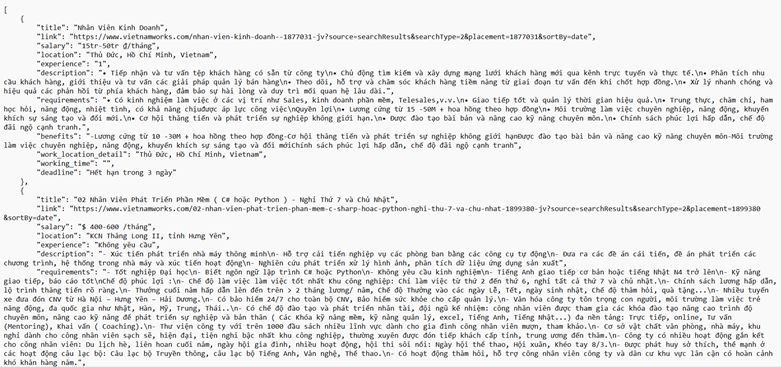 [
{
"title": "Nhân Viên Kinh Doanh",
"link": "https://www.vietnamworks.com/nhan-vien-kinh-doanh--1877031-jv?source=searchResults&searchType=2&placement=1877031&sortBy=date",
"salary": "15tr-50tr ₫/tháng",
"location": "Thủ Đức, Hồ Chí Minh, Vietnam",
"experience": "1",
"description": "• Tiếp nhận và tư vấn tệp khách hàng có sẵn từ công ty\n• Chủ động tìm kiếm và xây dựng mạng lưới khách hàng mới qua kênh trực tuyến và thực tế.\n• Phân tích nhu
cầu khách hàng, giới thiệu và tư vấn các giải pháp quản lý bán hàng\n• Theo dõi, hỗ trợ và chăm sóc khách hàng tiềm năng từ giai đoạn tư vấn đến khi chốt hợp đồng.\n• Xử lý nhanh chóng và
hiệu quả các phản hồi từ phía khách hàng, đảm bảo sự hài lòng và duy trì mối quan hệ lâu dài.",
"requirements": "• Có kinh nghiệm làm việc ở các vị trí như Sales, kinh doanh phần mềm, Telesales,v.v.\n• Giao tiếp tốt và quản lý thời gian hiệu quả.\n• Trung thực, chăm chỉ, ham
học hỏi, năng động, nhiệt tình, có khả năng chịuđược áp lực công việc\nQuyền lợi\n• Lương cứng từ 15 -50M + hoa hồng theo hợp đồng\n• Môi trường làm việc chuyên nghiệp, năng động, khuyến
khích sự sáng tạo và đổi mới.\n• Cơ hội thăng tiến và phát triển sự nghiệp không giới hạn.\n• Được đào tạo bài bản và nâng cao kỹ năng chuyên môn.\n• Chính sách phúc lợi hấp dẫn, chế độ
đãi ngộ cạnh tranh.",
"benefits": "-Lương cứng từ 10 -30M + hoa hồng theo hợp đồng-Cơ hội thăng tiến và phát triển sự nghiệp không giới hạnĐược đào tạo bài bản và nâng cao kỹ năng chuyên môn-Môi trường
làm việc chuyên nghiệp, năng động, khuyến khích sự sáng tạo và đổi mớiChính sách phúc lợi hấp dẫn, chế độ đãi ngộ cạnh tranh",
"work_location_detail": "Thủ Đức, Hồ Chí Minh, Vietnam",
"working_time": "",
"deadline": "Hết hạn trong 3 ngày"
},
{
"title": "02 Nhân Viên Phát Triển Phần Mềm ( C# hoặc Python ) - Nghỉ Thứ 7 và Chủ Nhật",
"link": "https://www.vietnamworks.com/02-nhan-vien-phat-trien-phan-mem-c-sharp-hoac-python-nghi-thu-7-va-chu-nhat-1899380-jv?source=searchResults&searchType=2&placement=1899380
&sortBy=date",
"salary": "$ 400-600 /tháng",
"location": "KCN Thăng Long II, tỉnh Hưng Yên",
"experience": "Không yêu cầu",
"description": "- Xúc tiến phát triển nhà máy thông minh\n- Hỗ trợ cải tiến nghiệp vụ các phòng ban bằng các công cụ tự động\n- Đưa ra các đề án cải tiến, đề án phát triển các
chương trình, hệ thống trong nhà máy và xúc tiến hoạt động\n- Nghiên cứu phát triển xử lý hình ảnh, phân tích dữ liệu ứng dụng sản xuất",
"requirements": "- Tốt nghiệp Đại học\n- Biết ngôn ngữ lập trình C# hoặc Python\n- Không yêu cầu kinh nghiệm\n- Tiếng Anh giao tiếp cơ bản hoặc tiếng Nhật N4 trở lên\n- Kỹ năng
giao tiếp, báo cáo tốt\nChế độ phúc lợi :\n- Chế độ làm việc làm việc tốt nhất Khu công nghiệp: Chỉ làm việc từ thứ 2 đến thứ 6, nghỉ tất cả thứ 7 và chủ nhật.\n- Chính sách lương hấp dẫn,
lộ trình thăng tiến rõ ràng.\n- Thưởng cuối năm hấp dẫn lên đến trên > 2 tháng lương/ năm, Chế độ Thưởng vào các ngày lễ, Tết, ngày sinh nhật, Chế độ thăm hỏi, quà tặng...\n- Nhiều tuyến
xe đưa đón CNV từ Hà Nội – Hưng Yên – Hải Dương.\n- Có bảo hiểm 24/7 cho toàn bộ CNV, Bảo hiểm sức khỏe cho cấp quản lý.\n- Văn hóa công ty tôn trọng con người, môi trường làm việc trẻ
năng động, đa quốc gia như Nhật, Hàn, Mỹ, Trung, Thái..\n- Có chế độ đào tạo và phát triển nhân tài, đội ngũ kế nhiệm: công nhân viên được tham gia các khóa đào tạo nâng cao trình độ
chuyên môn, nâng cao kỹ năng để phát triển sự nghiệp và bản thân ( Các Khóa kỹ năng mềm, kỹ năng quản lý, excel, Tiếng Anh, Tiếng Nhật...) đa nền tảng: Trực tiếp, online, Tư vấn
(Mentoring), Khai vấn ( Coaching).\n- Thư viện công ty với trên 1000 đầu sách nhiều lĩnh vực dành cho gia đình công nhân viên mượn, tham khảo.\n- Cơ sở vật chất văn phòng, nhà máy, khu
nghỉ dành cho công nhân viên sạch sẽ, hiện đại, tiện nghi bậc nhất khu công nghiệp, thường xuyên được đón tiếp khách cấp tỉnh, trung ương đến thăm.\n- Công ty có nhiều hoạt động gắn kết
cho công nhân viên: Du lịch hè, liên hoan cuối năm, ngày hội gia đình, nhiều hoạt động, hội thi sôi nổi: Ngày hội thể thao, Hội xuân, Khéo tay 8/3.\n- Được phát huy sở thích, thế mạnh ở
các hoạt động câu lạc bộ: Câu lạc bộ Truyền thông, câu lạc bộ Tiếng Anh, Văn nghệ, Thể thao.\n- Có hoạt động thăm hỏi, hỗ trợ công nhân viên công ty và dân cư khu vực lân cận có hoàn cảnh
khó khăn hàng năm.",